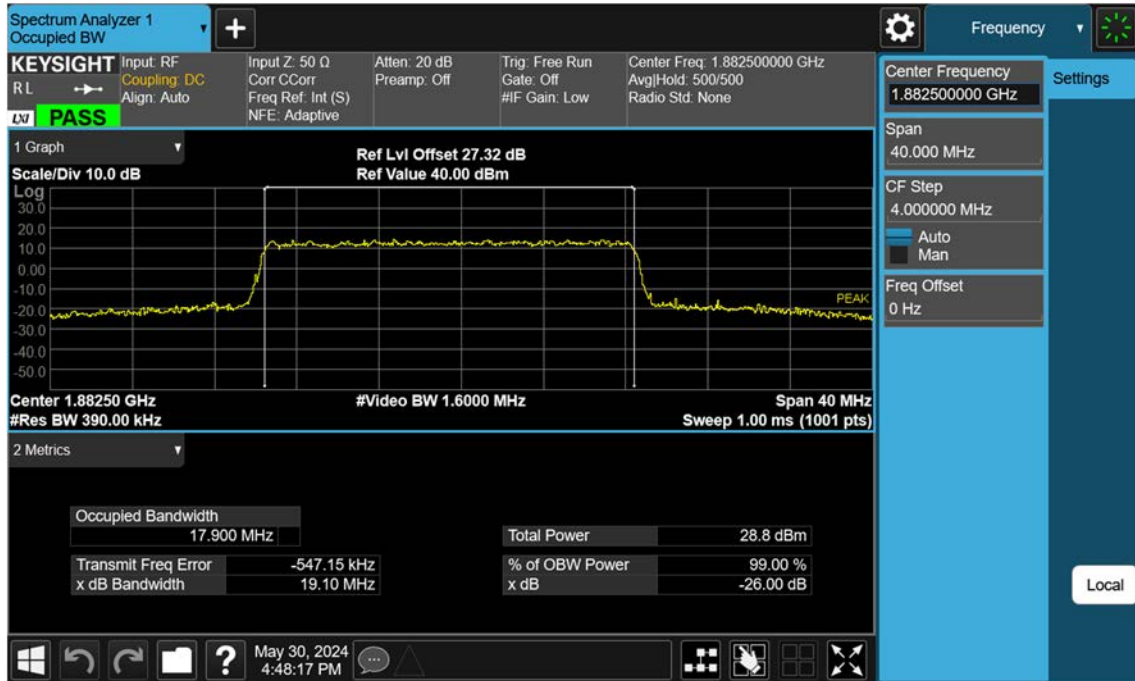 Spectrum Analyzer 1
Occupied BW
+
Frequency
KEYSIGHT
R L
LXI PASS
Input: RF
Coupling: DC
Align: Auto
Input Z: 50 Ω
Corr CCorr
Freq Ref: Int (S)
NFE: Adaptive
Atten: 20 dB
Preamp: Off
Trig: Free Run
Gate: Off
#IF Gain: Low
Center Freq: 1.882500000 GHz
Avg|Hold: 500/500
Radio Std: None
Center Frequency
1.882500000 GHz
Settings
Span
40.000 MHz
CF Step
4.000000 MHz
Auto
Man
Freq Offset
0 Hz
Local
1 Graph
Scale/Div 10.0 dB
Ref Lvl Offset 27.32 dB
Ref Value 40.00 dBm
Log
30.0
20.0
10.0
0.00
-10.0
-20.0
-30.0
-40.0
-50.0
PEAK
Center 1.88250 GHz
#Video BW 1.6000 MHz
Span 40 MHz
#Res BW 390.00 kHz
Sweep 1.00 ms (1001 pts)
2 Metrics
Occupied Bandwidth
17.900 MHz
Total Power 28.8 dBm
Transmit Freq Error -547.15 kHz
% of OBW Power 99.00 %
x dB Bandwidth 19.10 MHz
x dB -26.00 dB
?
May 30, 2024
4:48:17 PM